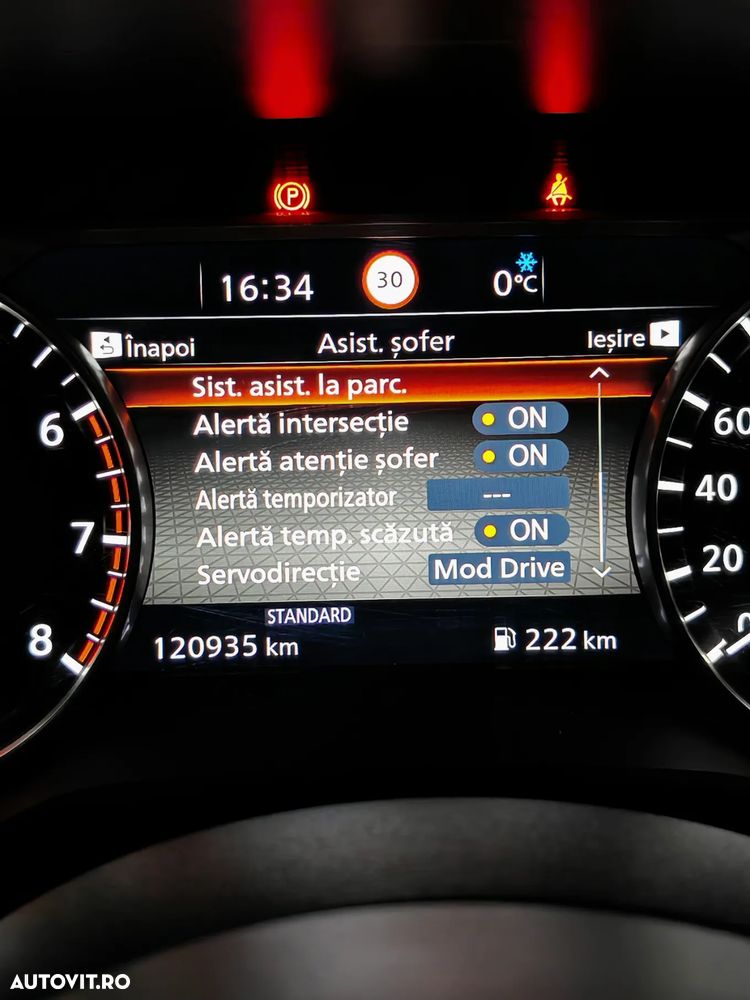 P
16:34 30 0°C
Înapoi Asist. șofer Ieșire
Sist. asist. la parc.
Alertă intersecție ON
Alertă atenție șofer ON
Alertă temporizator ---
Alertă temp. scăzută ON
Servodirecție Mod Drive
STANDARD
120935 km 222 km
6
7
8
60
40
20
0
AUTOVIT.RO